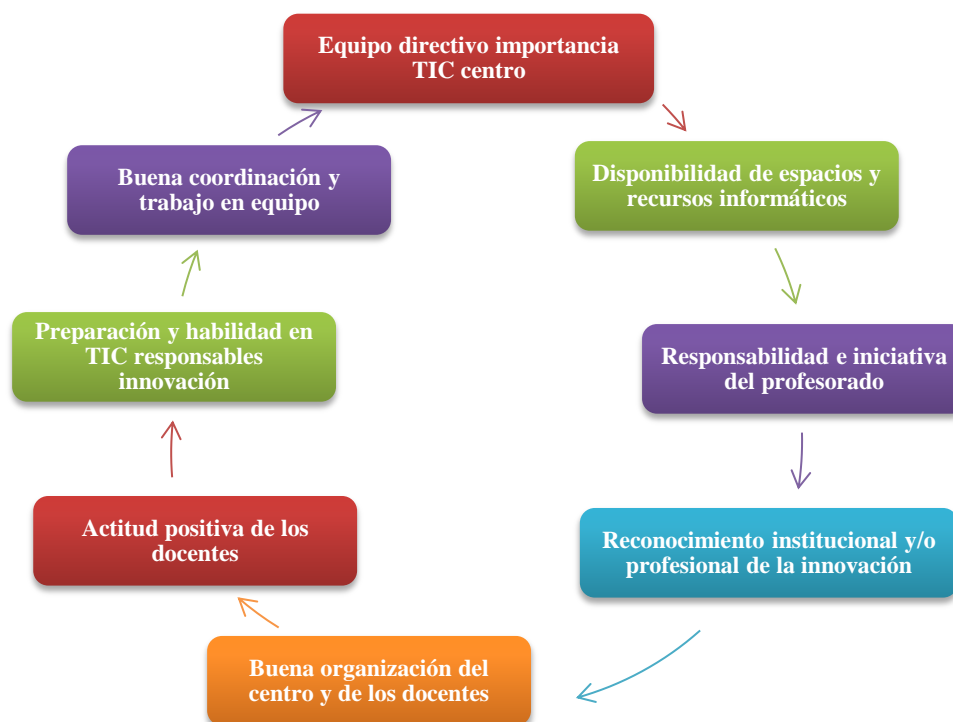 Equipo directivo importancia
TIC centro
Disponibilidad de espacios y
recursos informáticos
Responsabilidad e iniciativa
del profesorado
Reconocimiento institucional y/o
profesional de la innovación
Buena organización del
centro y de los docentes
Actitud positiva de los
docentes
Preparación y habilidad en
TIC responsables
innovación
Buena coordinación y
trabajo en equipo